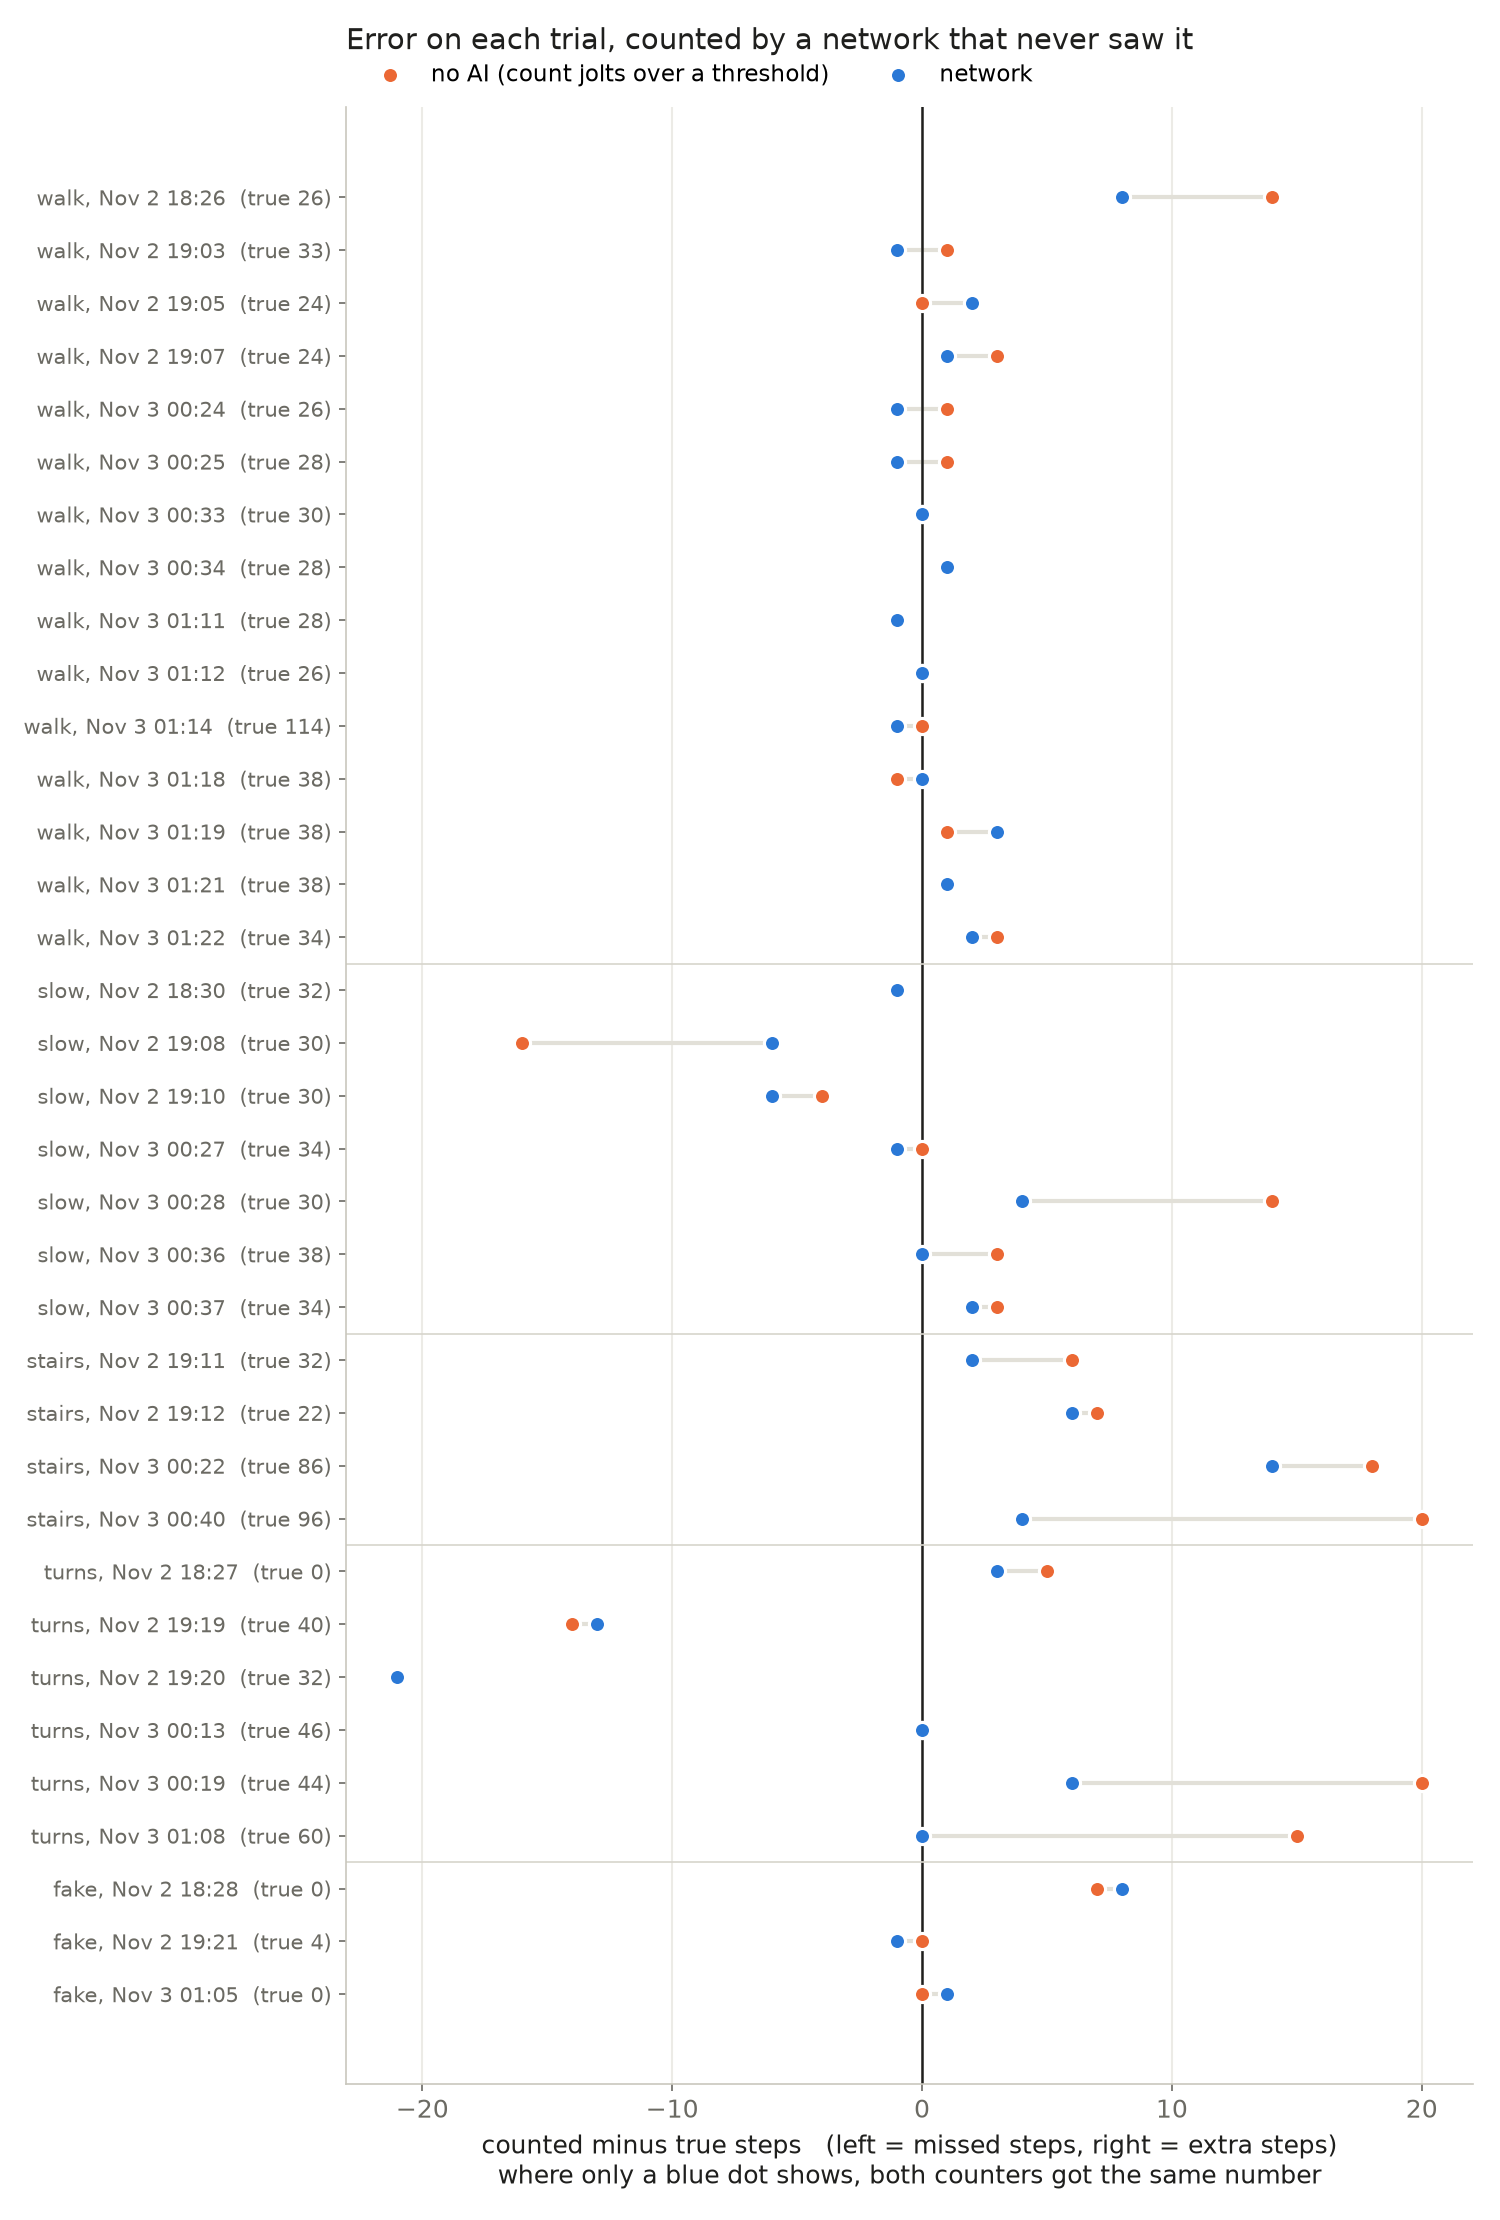 Error on each trial, counted by a network that never saw it
no AI (count jolts over a threshold)
network
walk, Nov 2 18:26 (true 26)
walk, Nov 2 19:03 (true 33)
walk, Nov 2 19:05 (true 24)
walk, Nov 2 19:07 (true 24)
walk, Nov 3 00:24 (true 26)
walk, Nov 3 00:25 (true 28)
walk, Nov 3 00:33 (true 30)
walk, Nov 3 00:34 (true 28)
walk, Nov 3 01:11 (true 28)
walk, Nov 3 01:12 (true 26)
walk, Nov 3 01:14 (true 114)
walk, Nov 3 01:18 (true 38)
walk, Nov 3 01:19 (true 38)
walk, Nov 3 01:21 (true 38)
walk, Nov 3 01:22 (true 34)
slow, Nov 2 18:30 (true 32)
slow, Nov 2 19:08 (true 30)
slow, Nov 2 19:10 (true 30)
slow, Nov 3 00:27 (true 34)
slow, Nov 3 00:28 (true 30)
slow, Nov 3 00:36 (true 38)
slow, Nov 3 00:37 (true 34)
stairs, Nov 2 19:11 (true 32)
stairs, Nov 2 19:12 (true 22)
stairs, Nov 3 00:22 (true 86)
stairs, Nov 3 00:40 (true 96)
turns, Nov 2 18:27 (true 0)
turns, Nov 2 19:19 (true 40)
turns, Nov 2 19:20 (true 32)
turns, Nov 3 00:13 (true 46)
turns, Nov 3 00:19 (true 44)
turns, Nov 3 01:08 (true 60)
fake, Nov 2 18:28 (true 0)
fake, Nov 2 19:21 (true 4)
fake, Nov 3 01:05 (true 0)
−20 −10 0 10 20
counted minus true steps (left = missed steps, right = extra steps)
where only a blue dot shows, both counters got the same number